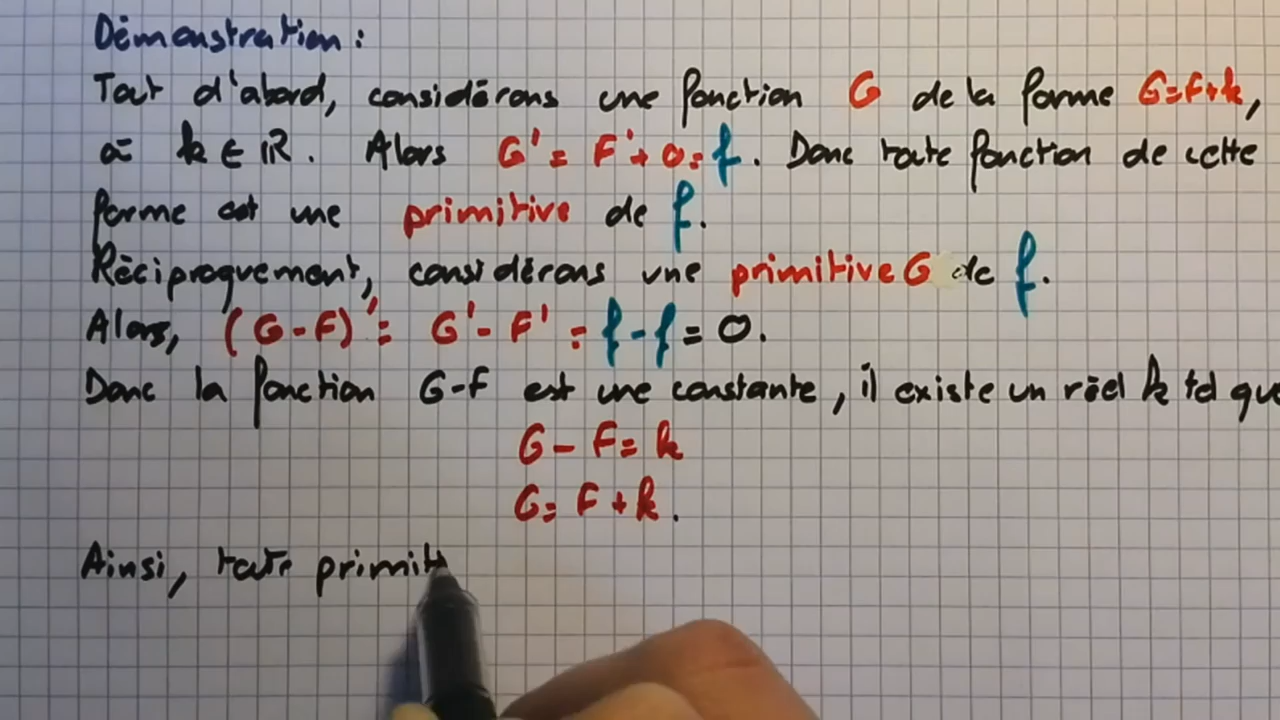 Démonstration :
Tout d'abord, considérons une fonction G de la forme G=F+k,
où k ∈ ℝ. Alors G' = F'+ 0 = f. Donc toute fonction de cette
forme est une primitive de f.
Réciproquement, considérons une primitive G de f.
Alors, (G-F)' = G'- F' = f - f = 0.
Donc la fonction G-F est une constante, il existe un réel k tel que
G - F = k
G = F + k.
Ainsi, toute primiti